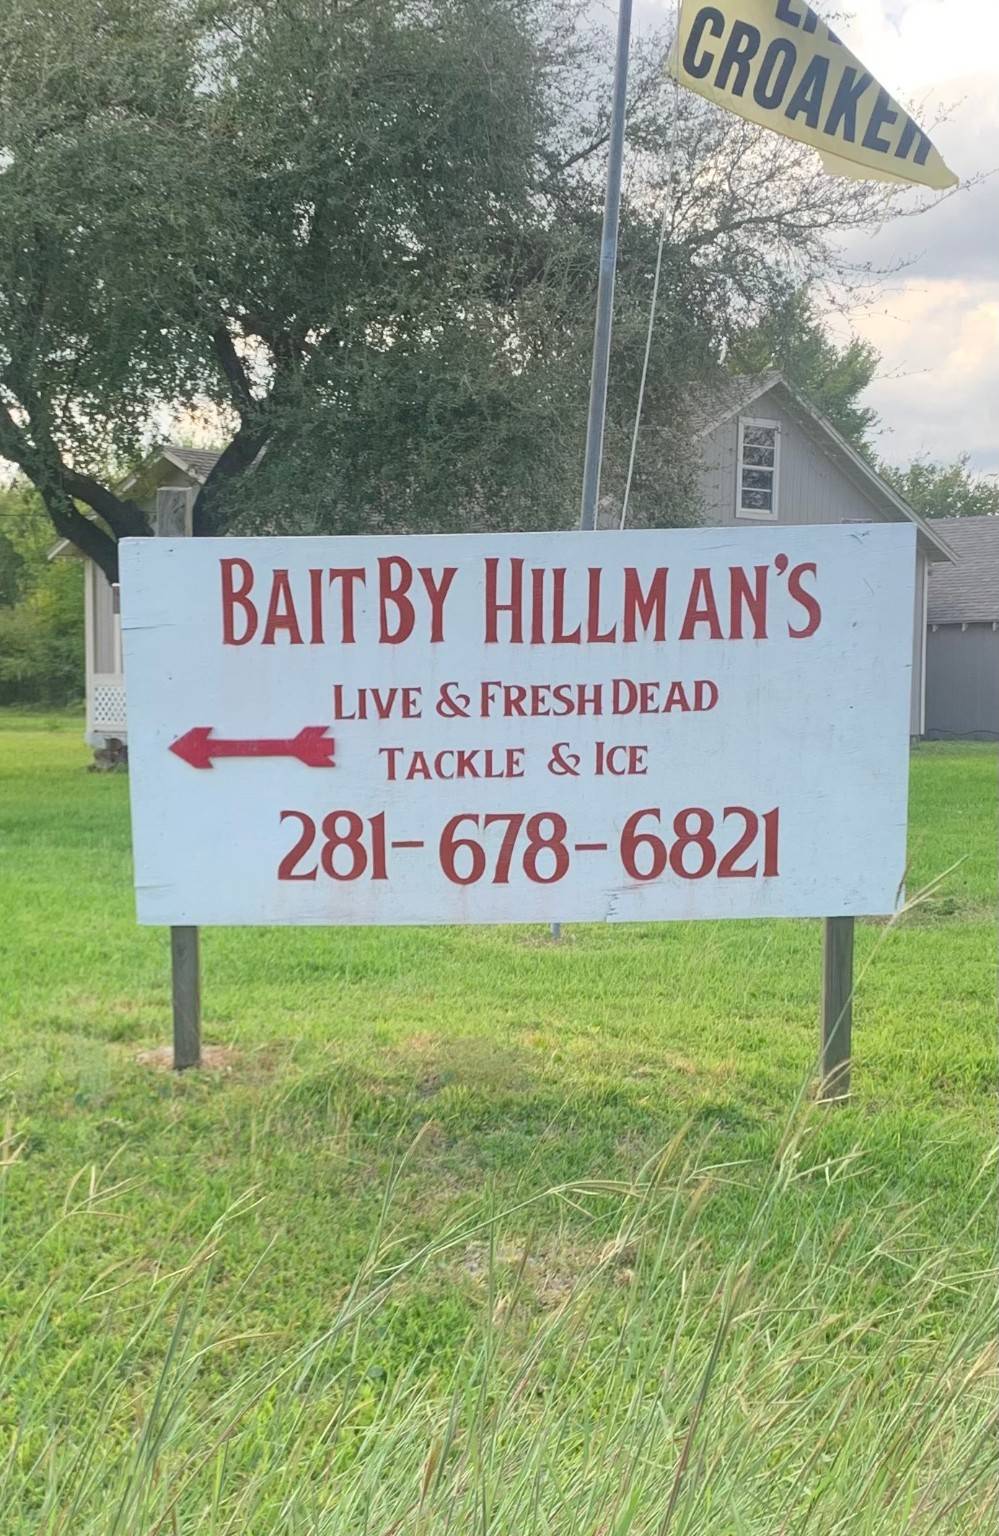 CROAKER
BAIT BY HILLMAN'S
LIVE & FRESH DEAD
TACKLE & ICE
281-678-6821